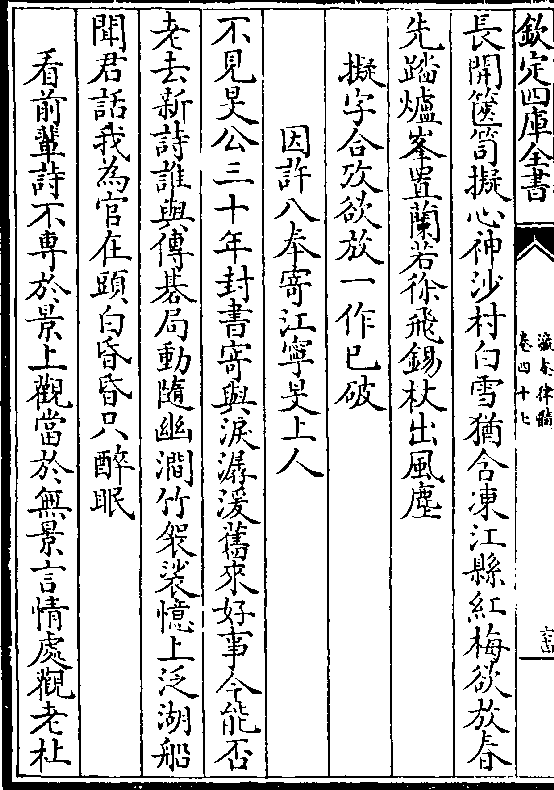 欽定四庫全書
瀛奎律髓
卷四十七
長開篋笥擬心神沙村白雪猶含凍江縣紅梅欲放春
先踏爐峯置蘭若徐飛錫杖出風塵
擬字合攷欲放一作已破
因許八奉寄江寧旻上人
不見旻公三十年封書寄與淚潺湲舊來好事今能否
老去新詩誰與傳碁局動隨幽澗竹袈裟憶上泛湖船
聞君話我為官在頭白昏昏只醉眠
看前輩詩不專於景上觀當於無景言情處觀老杜